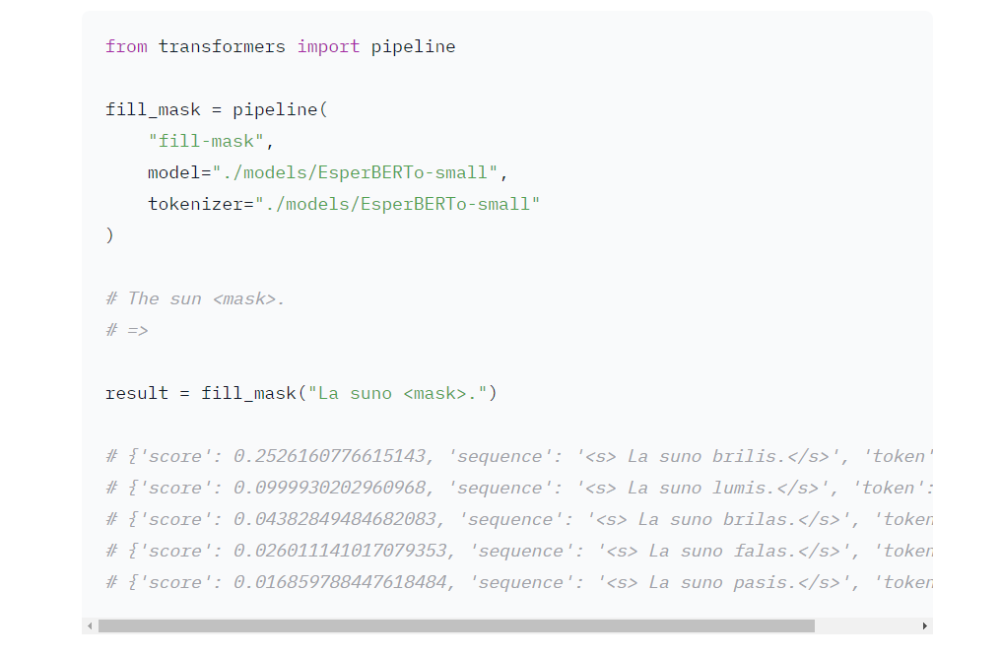 from transformers import pipeline
fill_mask = pipeline(
"fill-mask",
model="./models/EsperBERTo-small",
tokenizer="./models/EsperBERTo-small"
)
# The sun <mask>.
# =>
result = fill_mask("La suno <mask>.")
# {'score': 0.2526160776615143, 'sequence': '<s> La suno brilis.</s>', 'token'
# {'score': 0.0999930202960968, 'sequence': '<s> La suno lumis.</s>', 'token':
# {'score': 0.04382849484682083, 'sequence': '<s> La suno brilas.</s>', 'token
# {'score': 0.026011141017079353, 'sequence': '<s> La suno falas.</s>', 'token
# {'score': 0.016859788447618484, 'sequence': '<s> La suno pasis.</s>', 'token